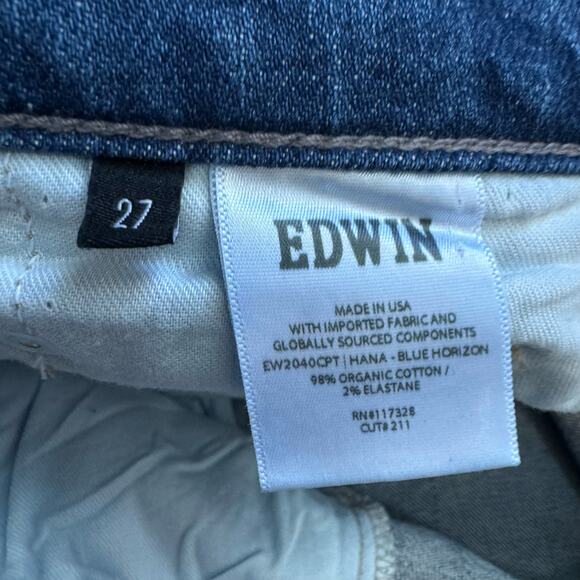 27
EDWIN
MADE IN USA
WITH IMPORTED FABRIC AND
GLOBALLY SOURCED COMPONENTS
EW2040CPT | HANA - BLUE HORIZON
98% ORGANIC COTTON /
2% ELASTANE
RN#117328
CUT# 211